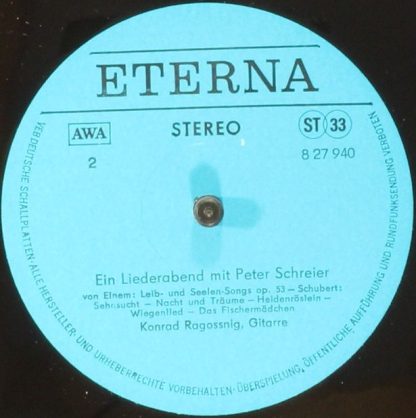 ETERNA
AWA
STEREO
ST 33
2
8 27 940
Ein Liederabend mit Peter Schreier
von Einem: Leib- und Seelen-Songs op. 53 – Schubert:
Sehnsucht – Nacht und Träume – Heidenröslein –
Wiegenlied – Das Fischermädchen
Konrad Ragossnig, Gitarre
VEB DEUTSCHE SCHALLPLATTEN · ALLE HERSTELLER- UND URHEBERRECHTE VORBEHALTEN · ÜBERSPIELUNG, ÖFFENTLICHE AUFFÜHRUNG UND RUNDFUNKSENDUNG VERBOTEN